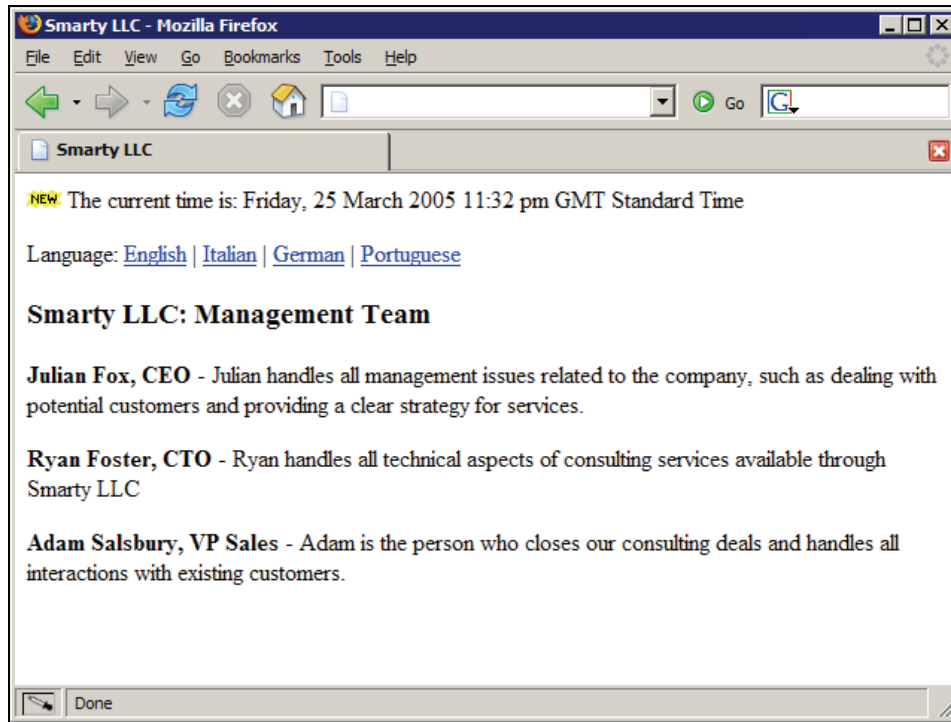 Smarty LLC - Mozilla Firefox
File Edit View Go Bookmarks Tools Help
Go G
Smarty LLC
NEW The current time is: Friday, 25 March 2005 11:32 pm GMT Standard Time
Language: English | Italian | German | Portuguese
Smarty LLC: Management Team
Julian Fox, CEO - Julian handles all management issues related to the company, such as dealing with
potential customers and providing a clear strategy for services.
Ryan Foster, CTO - Ryan handles all technical aspects of consulting services available through
Smarty LLC
Adam Salsbury, VP Sales - Adam is the person who closes our consulting deals and handles all
interactions with existing customers.
Done